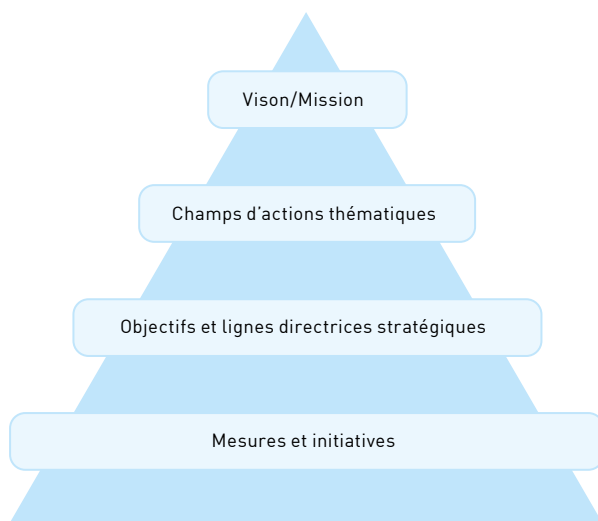 Vison/Mission
Champs d'actions thématiques
Objectifs et lignes directrices stratégiques
Mesures et initiatives